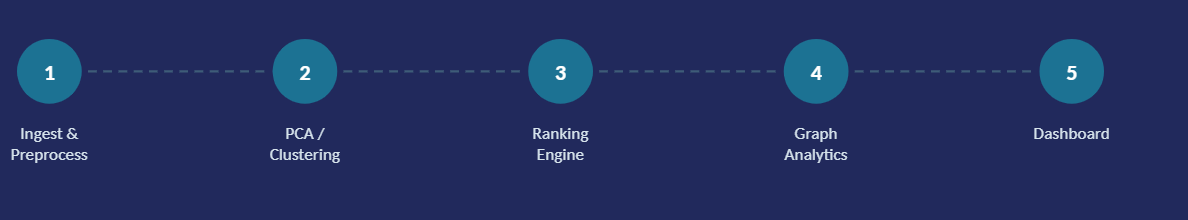 1
2
3
4
5
Ingest &
Preprocess
PCA /
Clustering
Ranking
Engine
Graph
Analytics
Dashboard